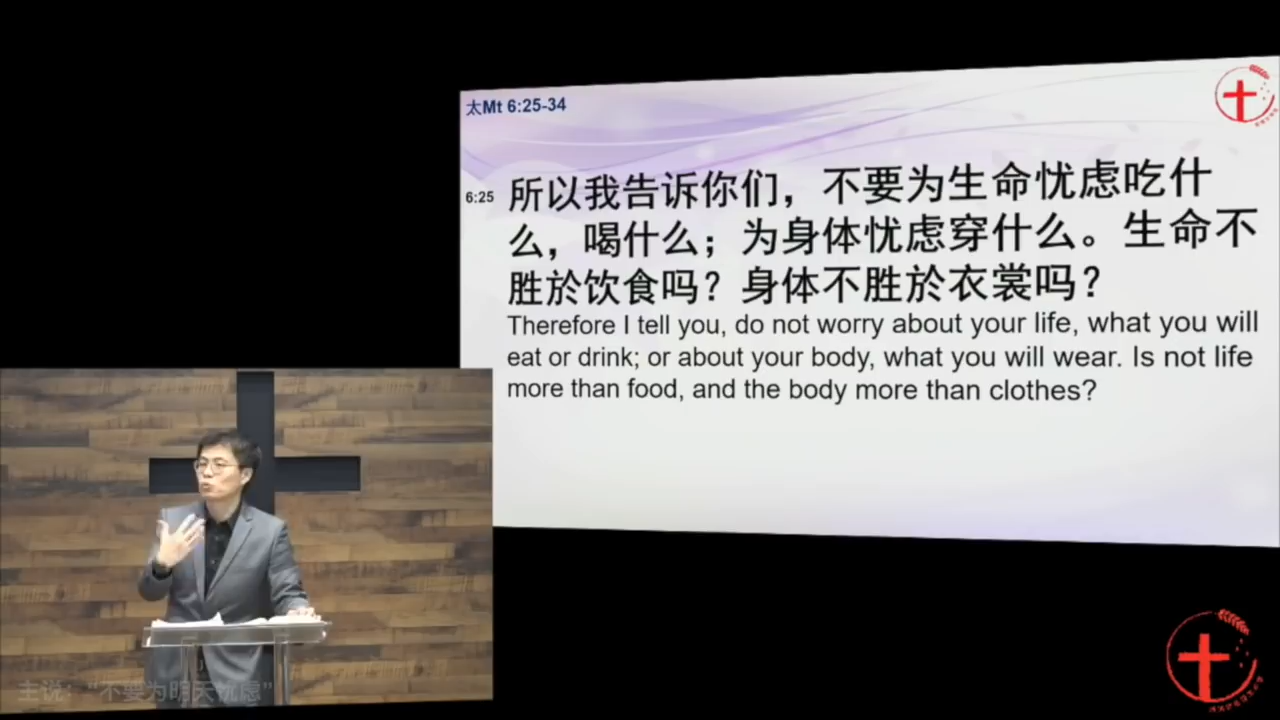 太Mt 6:25-34
6:25 所以我告诉你们，不要为生命忧虑吃什
么，喝什么；为身体忧虑穿什么。生命不
胜於饮食吗？身体不胜於衣裳吗？
Therefore I tell you, do not worry about your life, what you will
eat or drink; or about your body, what you will wear. Is not life
more than food, and the body more than clothes?
主说：“不要为明天忧虑”